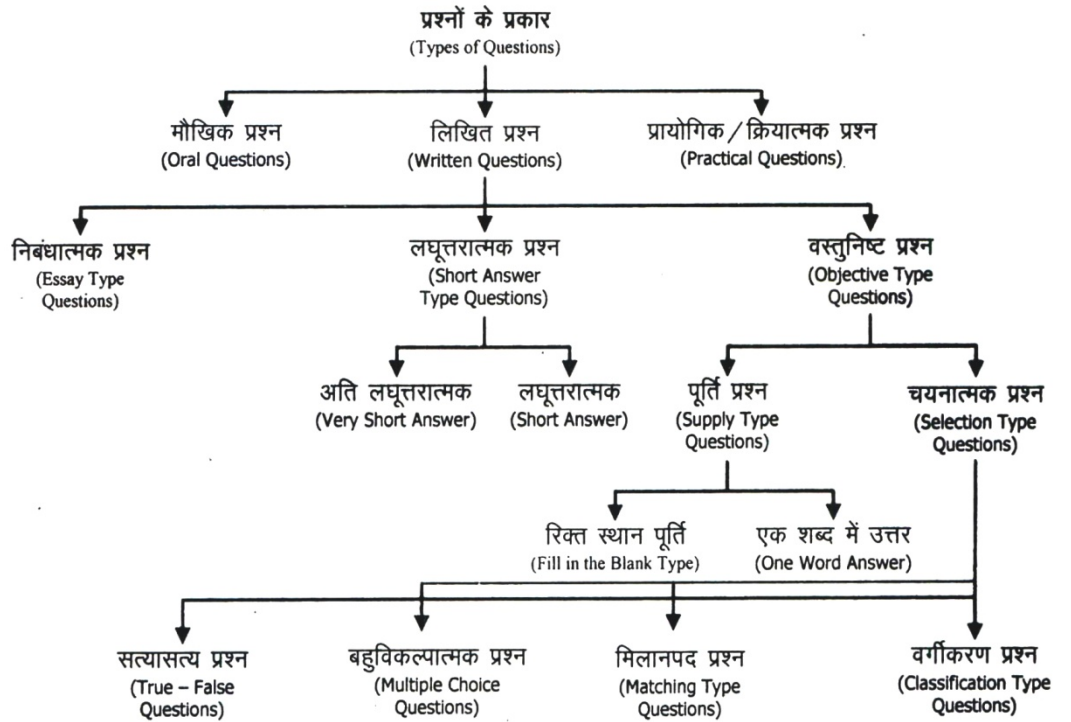 प्रश्नों के प्रकार
(Types of Questions)
मौखिक प्रश्न
(Oral Questions)
लिखित प्रश्न
(Written Questions)
प्रायोगिक / क्रियात्मक प्रश्न
(Practical Questions)
निबंधात्मक प्रश्न
(Essay Type
Questions)
लघूत्तरात्मक प्रश्न
(Short Answer
Type Questions)
वस्तुनिष्ट प्रश्न
(Objective Type
Questions)
अति लघूत्तरात्मक
(Very Short Answer)
लघूत्तरात्मक
(Short Answer)
पूर्ति प्रश्न
(Supply Type
Questions)
चयनात्मक प्रश्न
(Selection Type
Questions)
रिक्त स्थान पूर्ति
(Fill in the Blank Type)
एक शब्द में उत्तर
(One Word Answer)
सत्यासत्य प्रश्न
(True – False
Questions)
बहुविकल्पात्मक प्रश्न
(Multiple Choice
Questions)
मिलानपद प्रश्न
(Matching Type
Questions)
वर्गीकरण प्रश्न
(Classification Type
Questions)